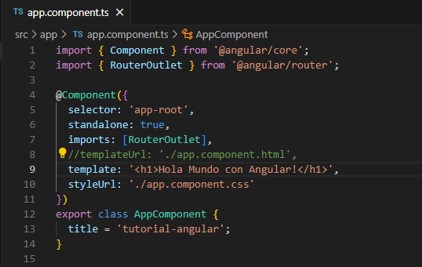 TS app.component.ts ×
src > app > TS app.component.ts > AppComponent
1 import { Component } from '@angular/core';
2 import { RouterOutlet } from '@angular/router';
3
4 @Component({
5   selector: 'app-root',
6   standalone: true,
7   imports: [RouterOutlet],
8   //templateUrl: './app.component.html',
9   template: '<h1>Hola Mundo con Angular!</h1>',
10   styleUrl: './app.component.css'
11 })
12 export class AppComponent {
13   title = 'tutorial-angular';
14 }
15